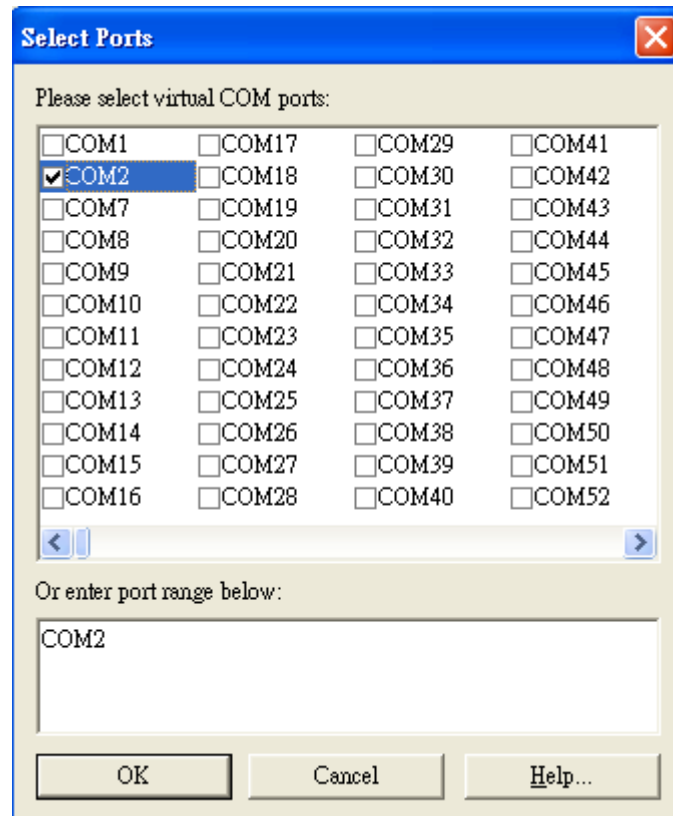 Select Ports
Please select virtual COM ports:
COM1 COM17 COM29 COM41
COM2 COM18 COM30 COM42
COM7 COM19 COM31 COM43
COM8 COM20 COM32 COM44
COM9 COM21 COM33 COM45
COM10 COM22 COM34 COM46
COM11 COM23 COM35 COM47
COM12 COM24 COM36 COM48
COM13 COM25 COM37 COM49
COM14 COM26 COM38 COM50
COM15 COM27 COM39 COM51
COM16 COM28 COM40 COM52
Or enter port range below:
COM2
OK Cancel Help...